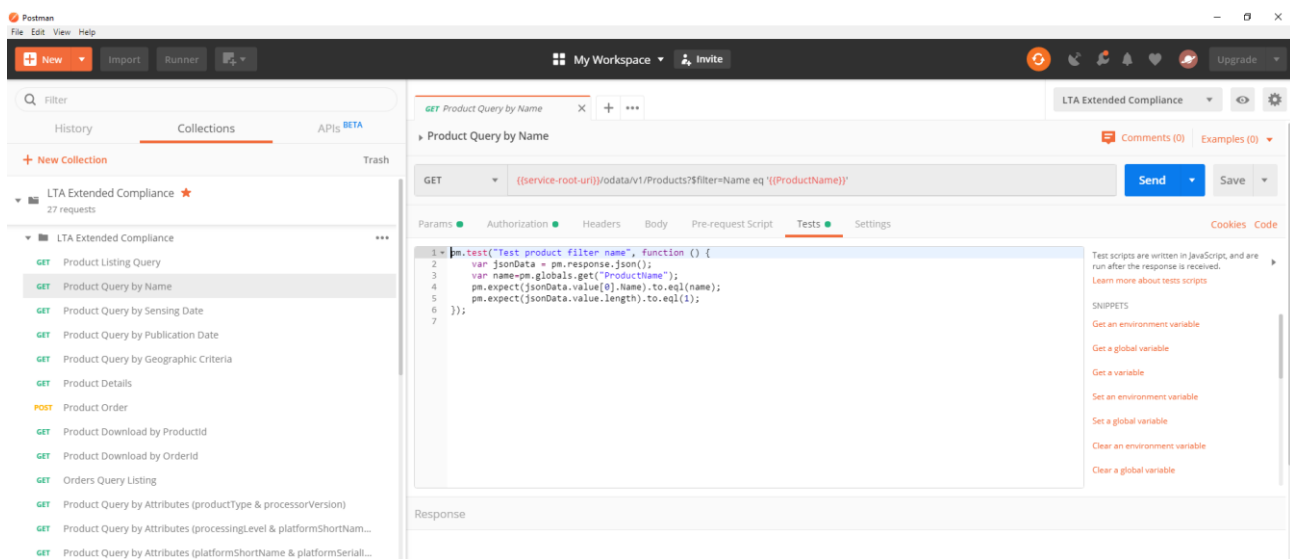 Postman
File Edit View Help
New
Import
Runner
My Workspace
Invite
Upgrade
Filter
History
Collections
APIs BETA
+ New Collection
Trash
LTA Extended Compliance
27 requests
LTA Extended Compliance
GET Product Listing Query
GET Product Query by Name
GET Product Query by Sensing Date
GET Product Query by Publication Date
GET Product Query by Geographic Criteria
GET Product Details
POST Product Order
GET Product Download by ProductId
GET Product Download by OrderId
GET Orders Query Listing
GET Product Query by Attributes (productType & processorVersion)
GET Product Query by Attributes (processingLevel & platformShortNam...
GET Product Query by Attributes (platformShortName & platformSeriali...
GET Product Query by Name
LTA Extended Compliance
Product Query by Name
Comments (0)
Examples (0)
GET
{{service-root-uri}}/odata/v1/Products?$filter=Name eq '{{ProductName}}'
Send
Save
Params
Authorization
Headers
Body
Pre-request Script
Tests
Settings
Cookies Code
1 pm.test("Test product filter name", function () {
2 var jsonData = pm.response.json();
3 var name=pm.globals.get("ProductName");
4 pm.expect(jsonData.value[0].Name).to.eql(name);
5 pm.expect(jsonData.value.length).to.eql(1);
6 });
7
Test scripts are written in JavaScript, and are
run after the response is received.
Learn more about tests scripts
SNIPPETS
Get an environment variable
Get a global variable
Get a variable
Set an environment variable
Set a global variable
Clear an environment variable
Clear a global variable
Response